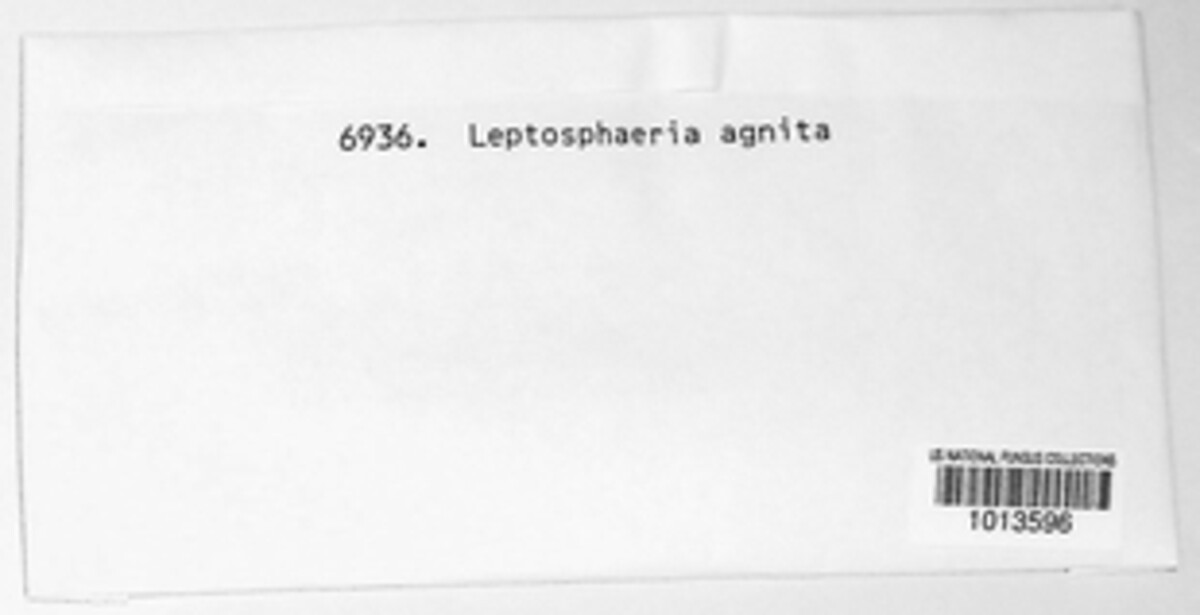 6936. Leptosphaeria agnita
US NATIONAL FUNGUS COLLECTIONS
1013596